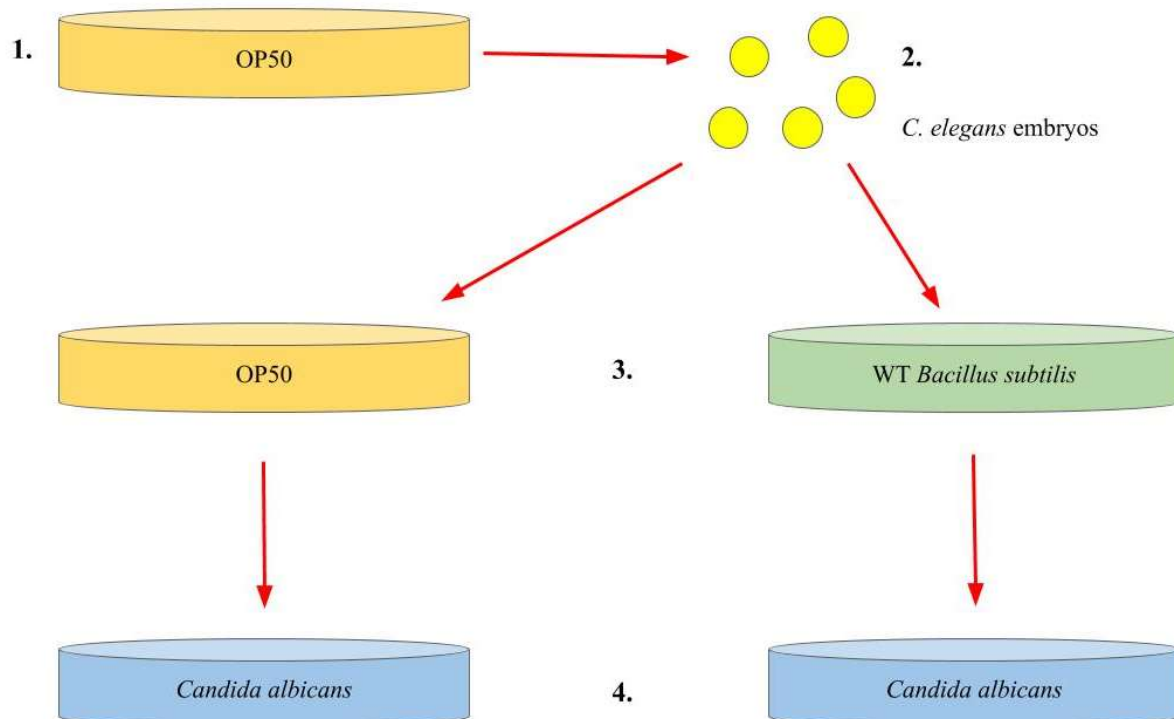 1.
OP50
2.
C. elegans embryos
OP50
3.
WT Bacillus subtilis
Candida albicans
4.
Candida albicans